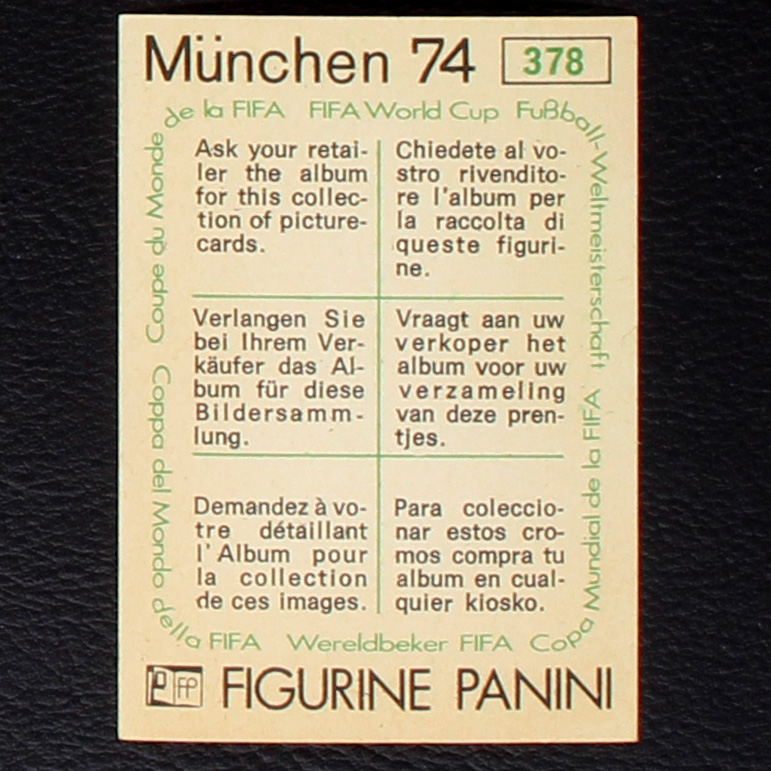 München 74 378
de la FIFA FIFA World Cup Fußball-Weltmeisterschaft
Ask your retai-
ler the album
for this collec-
tion of picture-
cards.
Chiedete al vo-
stro rivendito-
re l'album per
la raccolta di
queste figuri-
ne.
Verlangen Sie
bei Ihrem Ver-
käufer das Al-
bum für diese
Bildersamm-
lung.
Vraagt aan uw
verkoper het
album voor uw
verzameling
van deze pren-
tjes.
Demandez à vo-
tre détaillant
l'Album pour
la collection
de ces images.
Para coleccio-
nar estos cro-
mos compra tu
album en cual-
quier kiosko.
Copa Mundial de la FIFA
Wereldbeker FIFA
Coppa del Mondo della FIFA
Coupe du Monde
FP FIGURINE PANINI